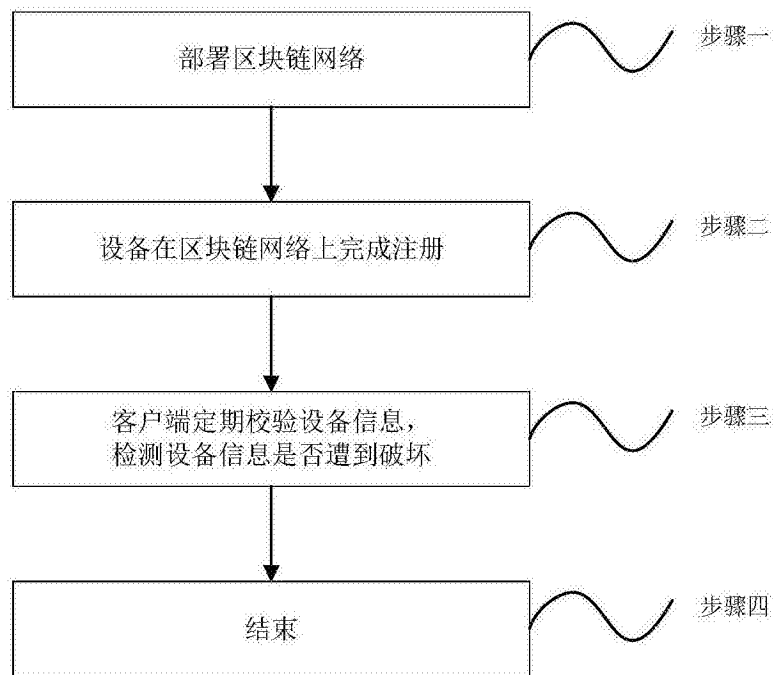 部署区块链网络
步骤一
设备在区块链网络上完成注册
步骤二
客户端定期校验设备信息，
检测设备信息是否遭到破坏
步骤三
结束
步骤四